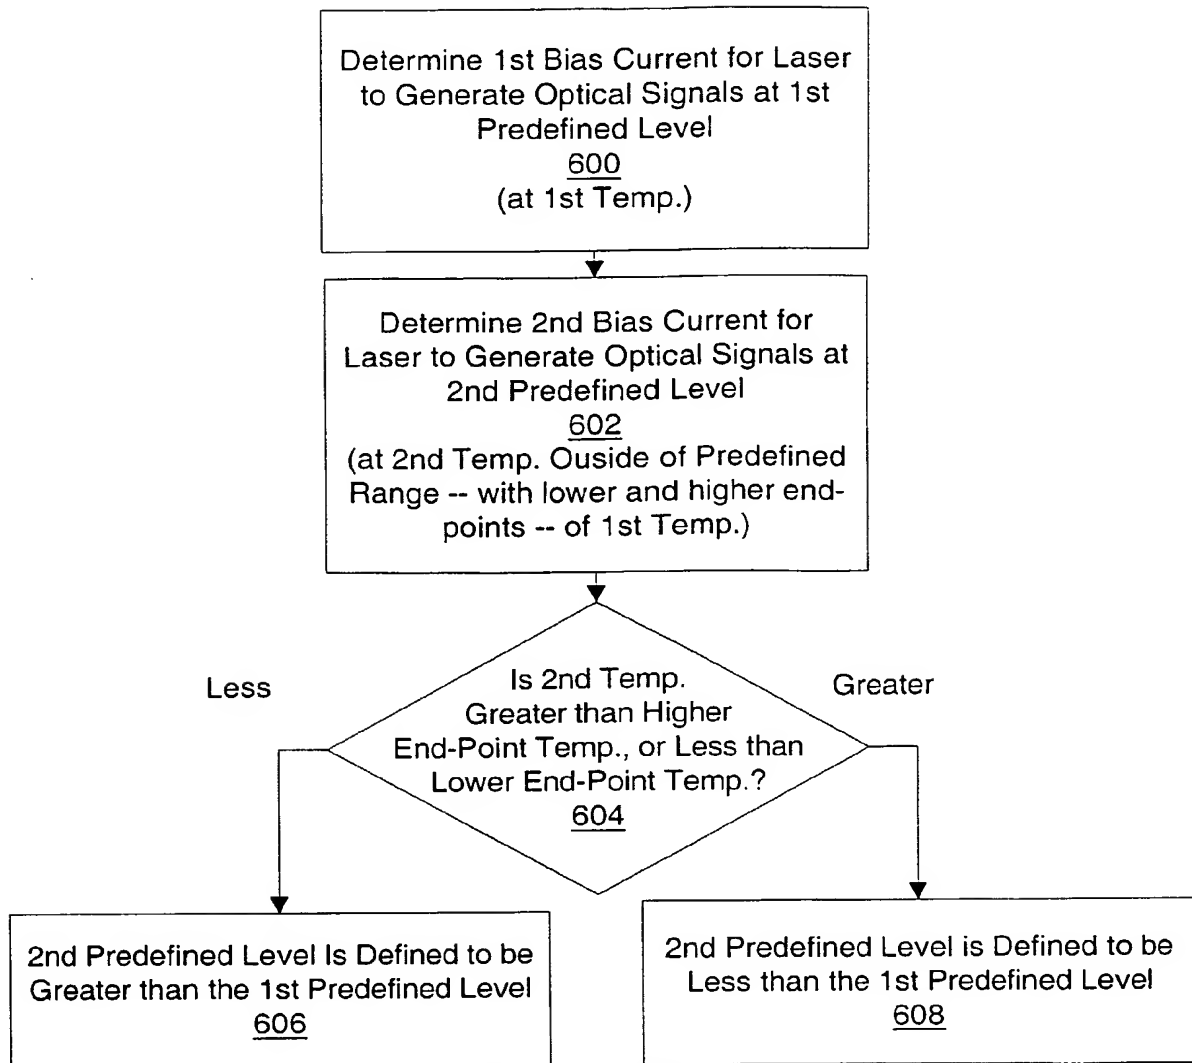 Determine 1st Bias Current for Laser
to Generate Optical Signals at 1st
Predefined Level
600
(at 1st Temp.)
Determine 2nd Bias Current for
Laser to Generate Optical Signals at
2nd Predefined Level
602
(at 2nd Temp. Ouside of Predefined
Range -- with lower and higher end-
points -- of 1st Temp.)
Less
Is 2nd Temp.
Greater than Higher
End-Point Temp., or Less than
Lower End-Point Temp.?
604
Greater
2nd Predefined Level Is Defined to be
Greater than the 1st Predefined Level
606
2nd Predefined Level is Defined to be
Less than the 1st Predefined Level
608